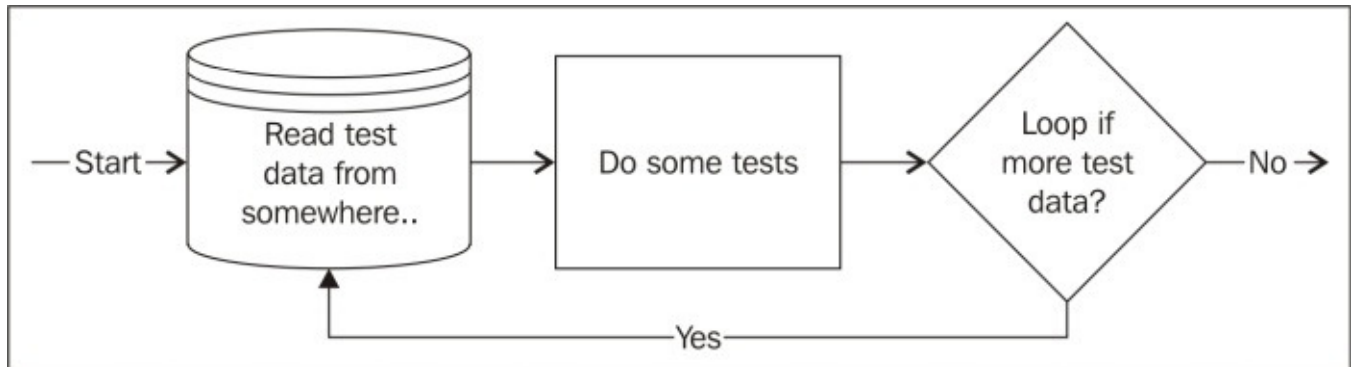 Start
Read test
data from
somewhere..
Do some tests
Loop if
more test
data?
No
Yes